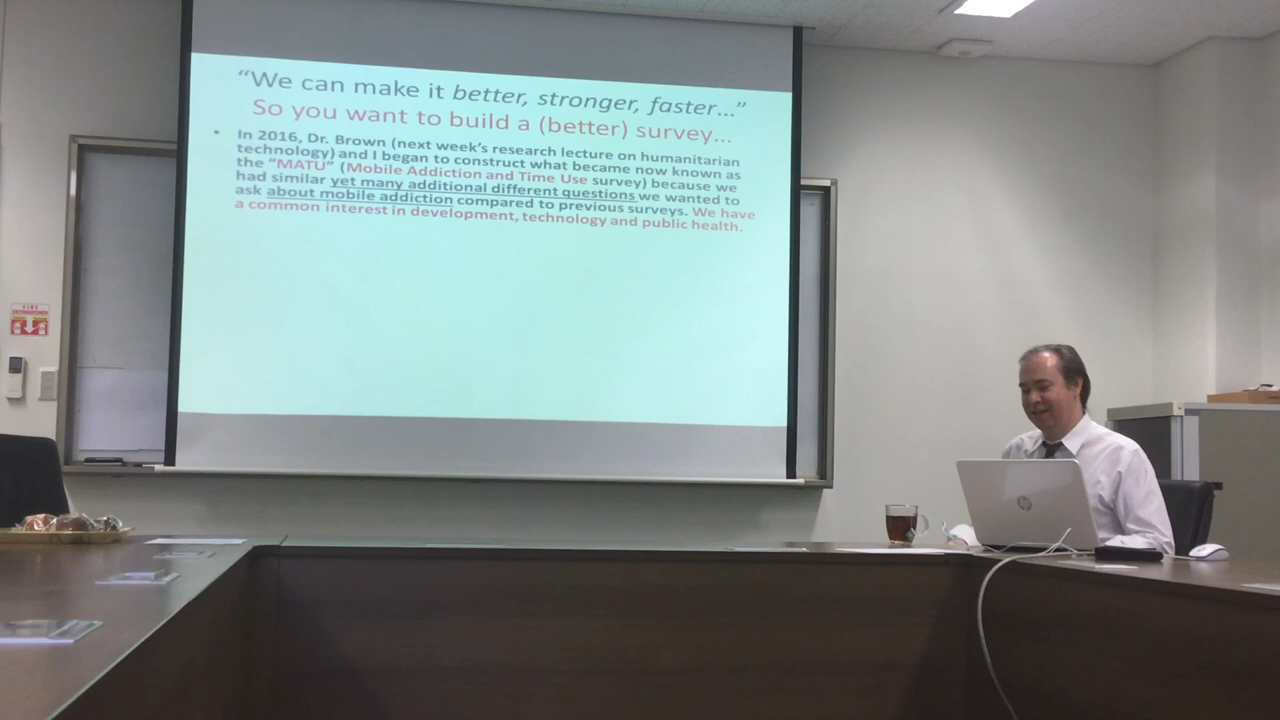 “We can make it better, stronger, faster...”
So you want to build a (better) survey...
• In 2016, Dr. Brown (next week's research lecture on humanitarian
technology) and I began to construct what became now known as
the “MATU” (Mobile Addiction and Time Use survey) because we
had similar yet many additional different questions we wanted to
ask about mobile addiction compared to previous surveys. We have
a common interest in development, technology and public health.
FIRE
EXTINGUISHER
hp